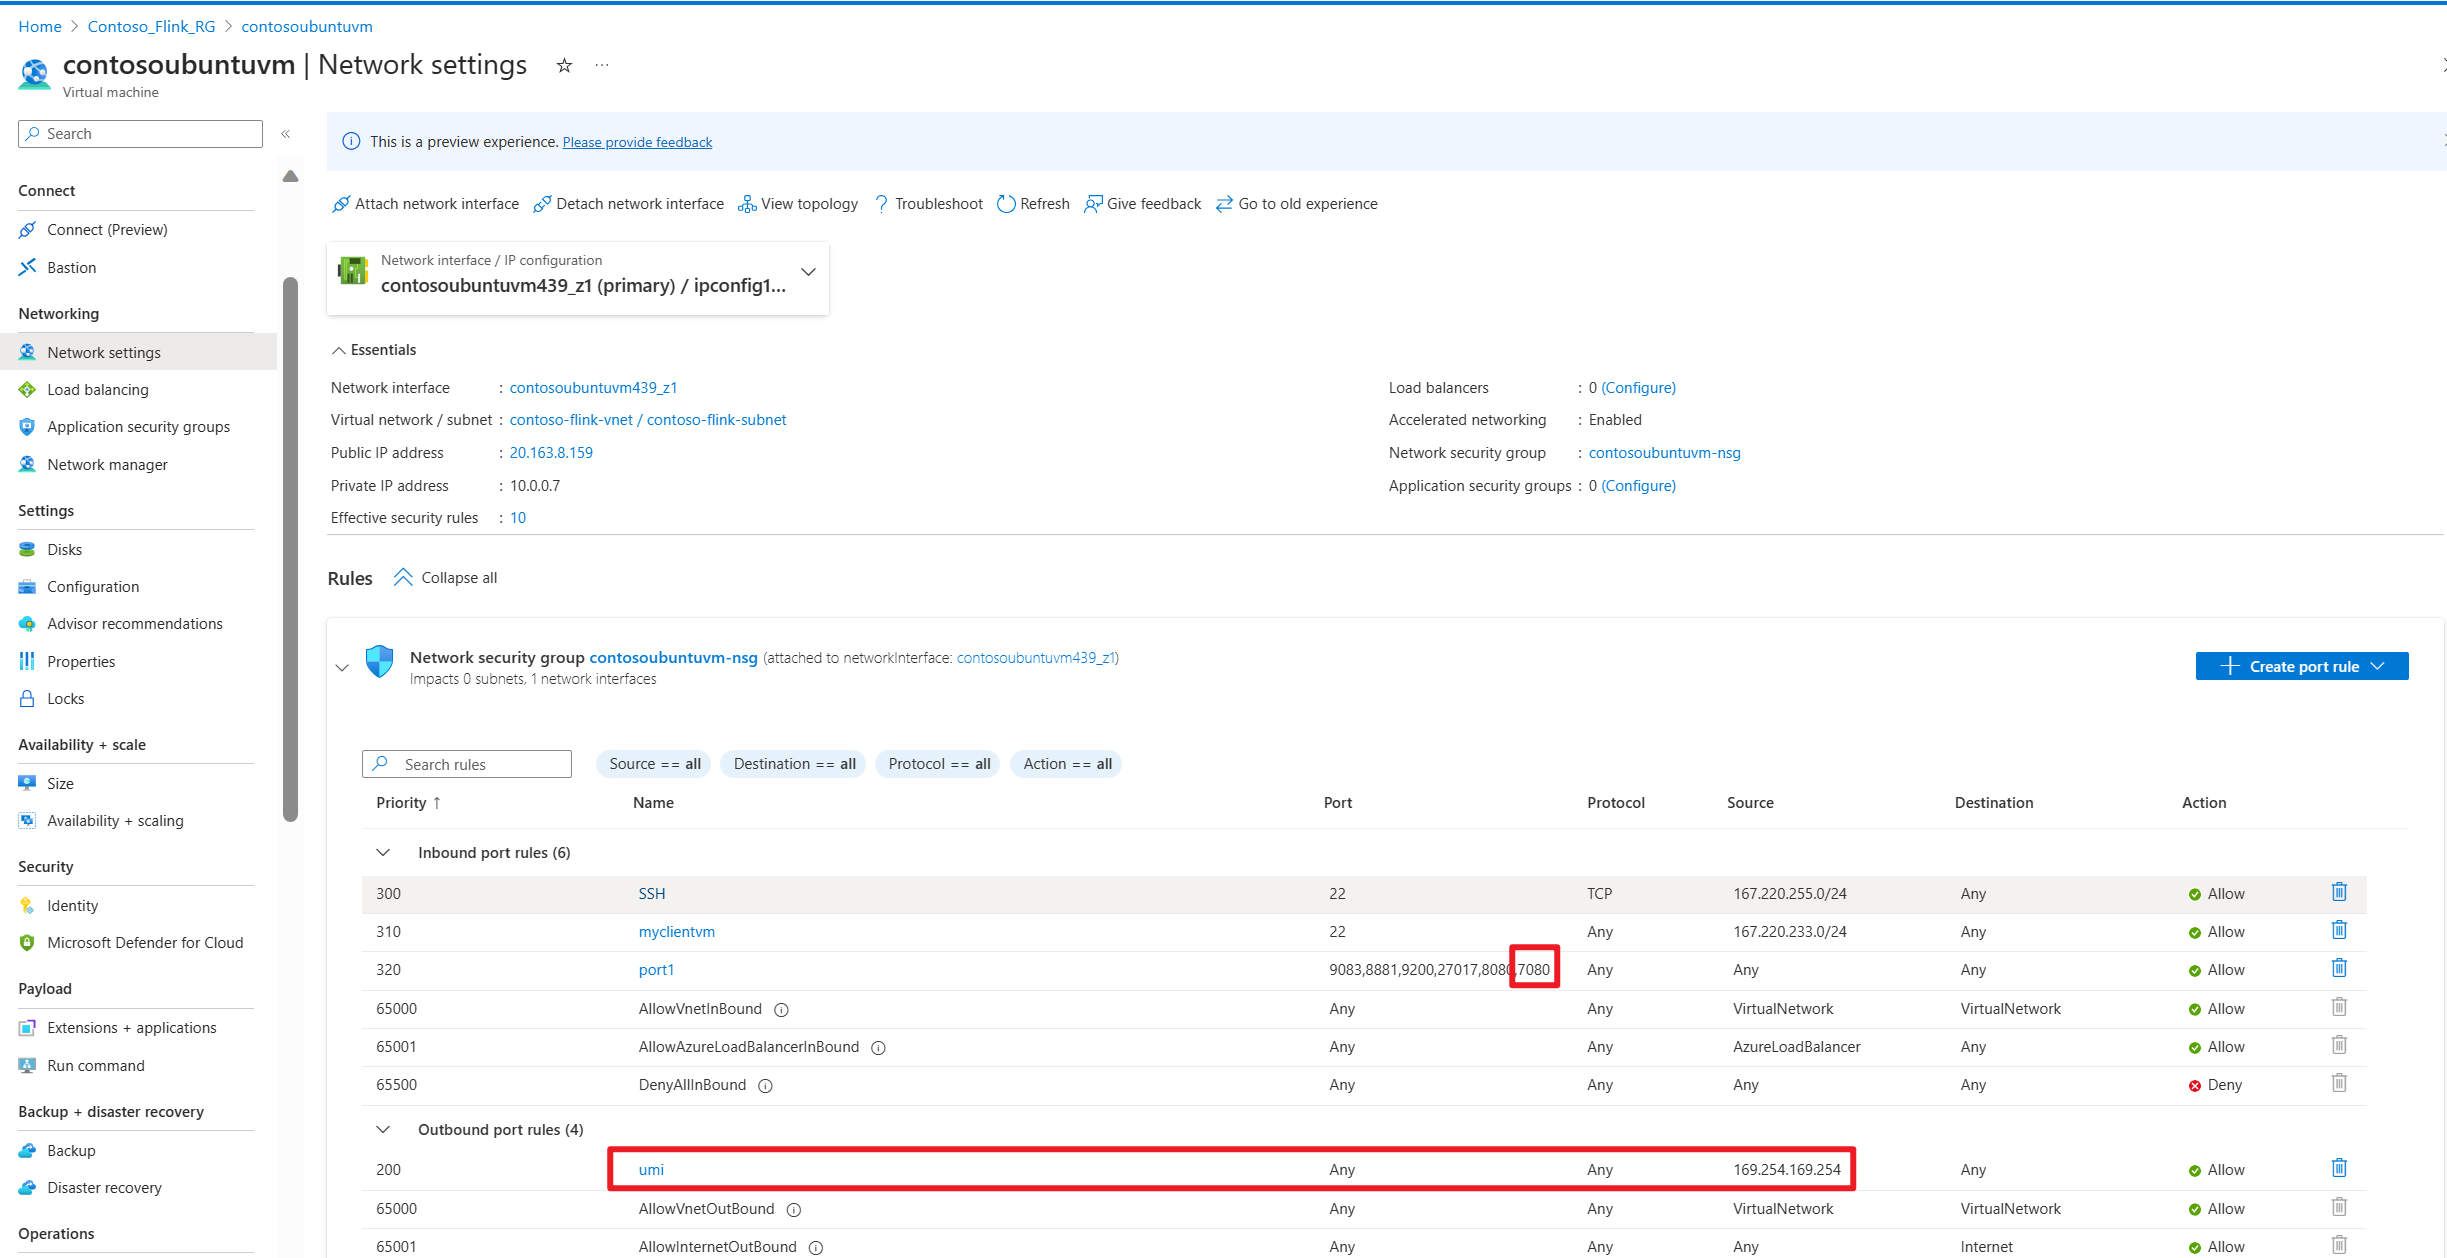 Home > Contoso_Flink_RG > contosoubuntuvm
contosoubuntuvm | Network settings ☆ ···
Virtual machine
Search «
This is a preview experience. Please provide feedback
Connect
Connect (Preview)
Bastion
Networking
Network settings
Load balancing
Application security groups
Network manager
Settings
Disks
Configuration
Advisor recommendations
Properties
Locks
Availability + scale
Size
Availability + scaling
Security
Identity
Microsoft Defender for Cloud
Payload
Extensions + applications
Run command
Backup + disaster recovery
Backup
Disaster recovery
Operations
Attach network interface Detach network interface View topology Troubleshoot Refresh Give feedback Go to old experience
Network interface / IP configuration
contosoubuntuvm439_z1 (primary) / ipconfig1...
Essentials
Network interface : contosoubuntuvm439_z1
Virtual network / subnet : contoso-flink-vnet / contoso-flink-subnet
Public IP address : 20.163.8.159
Private IP address : 10.0.0.7
Effective security rules : 10
Load balancers : 0 (Configure)
Accelerated networking : Enabled
Network security group : contosoubuntuvm-nsg
Application security groups : 0 (Configure)
Rules Collapse all
Network security group contosoubuntuvm-nsg (attached to networkInterface: contosoubuntuvm439_z1)
Impacts 0 subnets, 1 network interfaces
+ Create port rule
Search rules Source == all Destination == all Protocol == all Action == all
Priority ↑ Name Port Protocol Source Destination Action
Inbound port rules (6)
300 SSH 22 TCP 167.220.255.0/24 Any Allow
310 myclientvm 22 Any 167.220.233.0/24 Any Allow
320 port1 9083,8881,9200,27017,8080,7080 Any Any Any Allow
65000 AllowVnetInBound Any Any VirtualNetwork VirtualNetwork Allow
65001 AllowAzureLoadBalancerInBound Any Any AzureLoadBalancer Any Allow
65500 DenyAllInBound Any Any Any Any Deny
Outbound port rules (4)
200 umi Any Any 169.254.169.254 Any Allow
65000 AllowVnetOutBound Any Any VirtualNetwork VirtualNetwork Allow
65001 AllowInternetOutBound Any Any Any Internet Allow